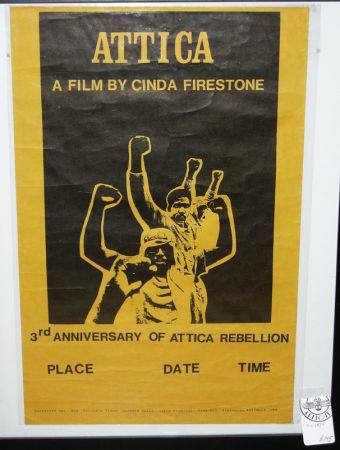 ATTICA
A FILM BY CINDA FIRESTONE
3rd ANNIVERSARY OF ATTICA REBELLION
PLACE DATE TIME